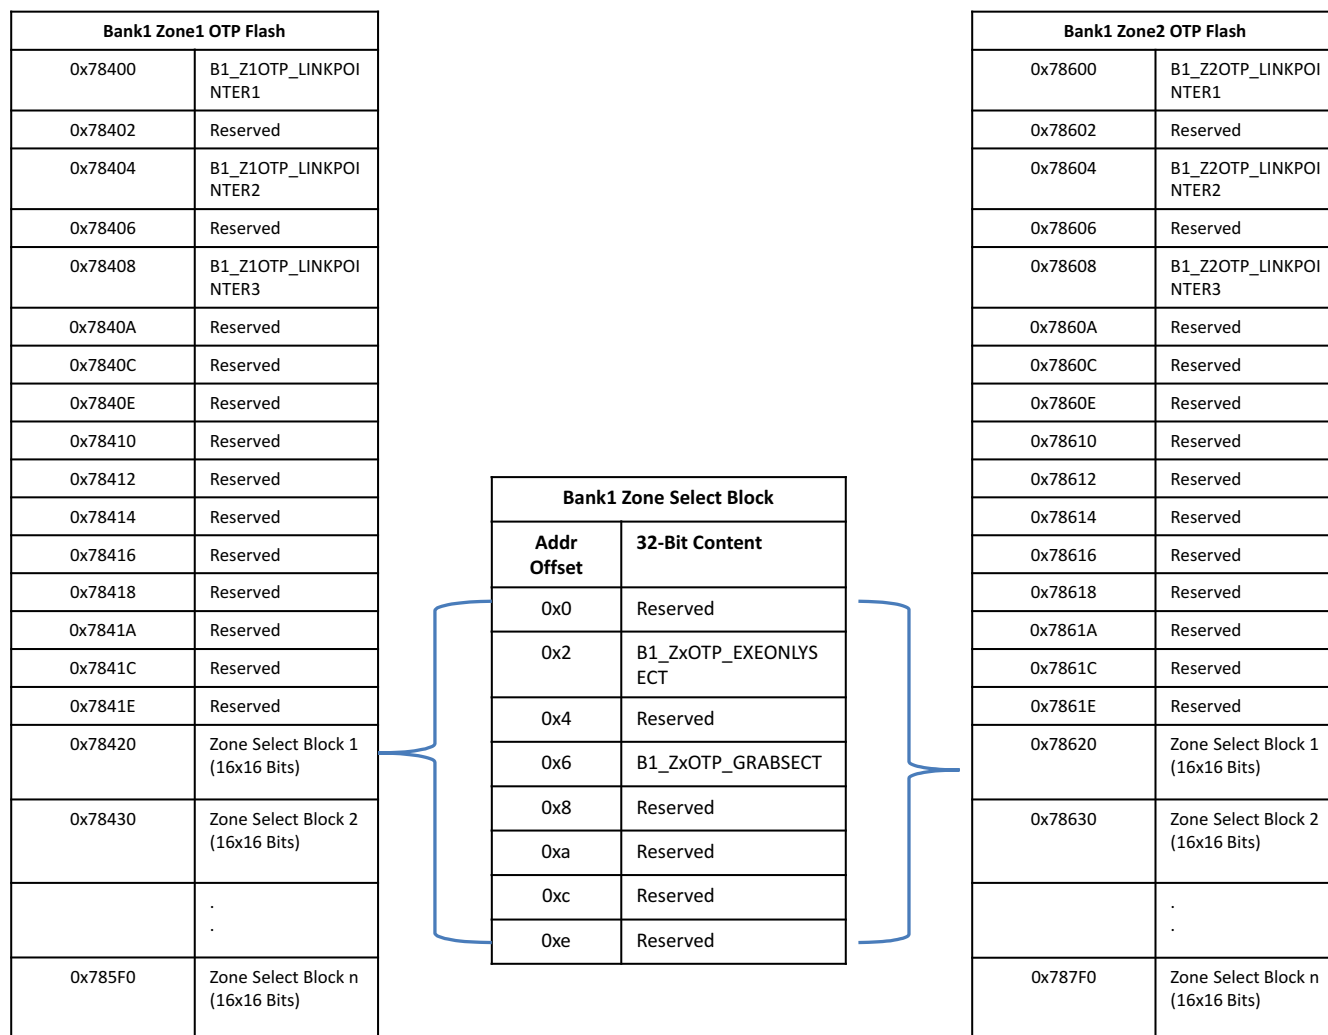 Bank1 Zone1 OTP Flash
0x78400 B1_Z1OTP_LINKPOI
NTER1
0x78402 Reserved
0x78404 B1_Z1OTP_LINKPOI
NTER2
0x78406 Reserved
0x78408 B1_Z1OTP_LINKPOI
NTER3
0x7840A Reserved
0x7840C Reserved
0x7840E Reserved
0x78410 Reserved
0x78412 Reserved
0x78414 Reserved
0x78416 Reserved
0x78418 Reserved
0x7841A Reserved
0x7841C Reserved
0x7841E Reserved
0x78420 Zone Select Block 1
(16x16 Bits)
0x78430 Zone Select Block 2
(16x16 Bits)
.
.
0x785F0 Zone Select Block n
(16x16 Bits)
Bank1 Zone Select Block
Addr 32-Bit Content
Offset
0x0 Reserved
0x2 B1_ZxOTP_EXEONLYS
ECT
0x4 Reserved
0x6 B1_ZxOTP_GRABSECT
0x8 Reserved
0xa Reserved
0xc Reserved
0xe Reserved
Bank1 Zone2 OTP Flash
0x78600 B1_Z2OTP_LINKPOI
NTER1
0x78602 Reserved
0x78604 B1_Z2OTP_LINKPOI
NTER2
0x78606 Reserved
0x78608 B1_Z2OTP_LINKPOI
NTER3
0x7860A Reserved
0x7860C Reserved
0x7860E Reserved
0x78610 Reserved
0x78612 Reserved
0x78614 Reserved
0x78616 Reserved
0x78618 Reserved
0x7861A Reserved
0x7861C Reserved
0x7861E Reserved
0x78620 Zone Select Block 1
(16x16 Bits)
0x78630 Zone Select Block 2
(16x16 Bits)
.
.
0x787F0 Zone Select Block n
(16x16 Bits)